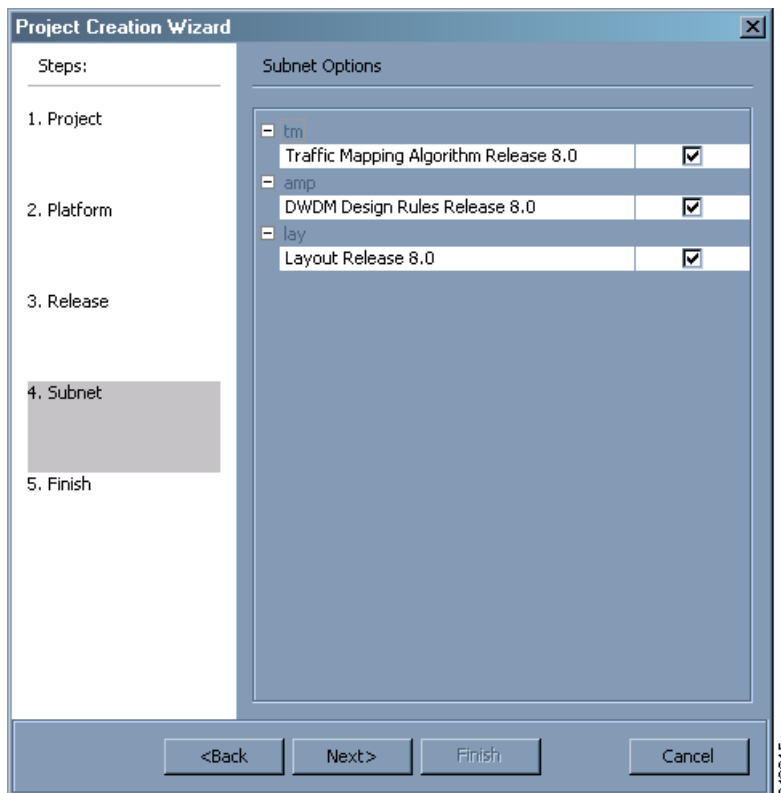 Project Creation Wizard
Steps:
Subnet Options
1. Project
2. Platform
3. Release
4. Subnet
5. Finish
tm
Traffic Mapping Algorithm Release 8.0
amp
DWDM Design Rules Release 8.0
lay
Layout Release 8.0
<Back
Next>
Finish
Cancel